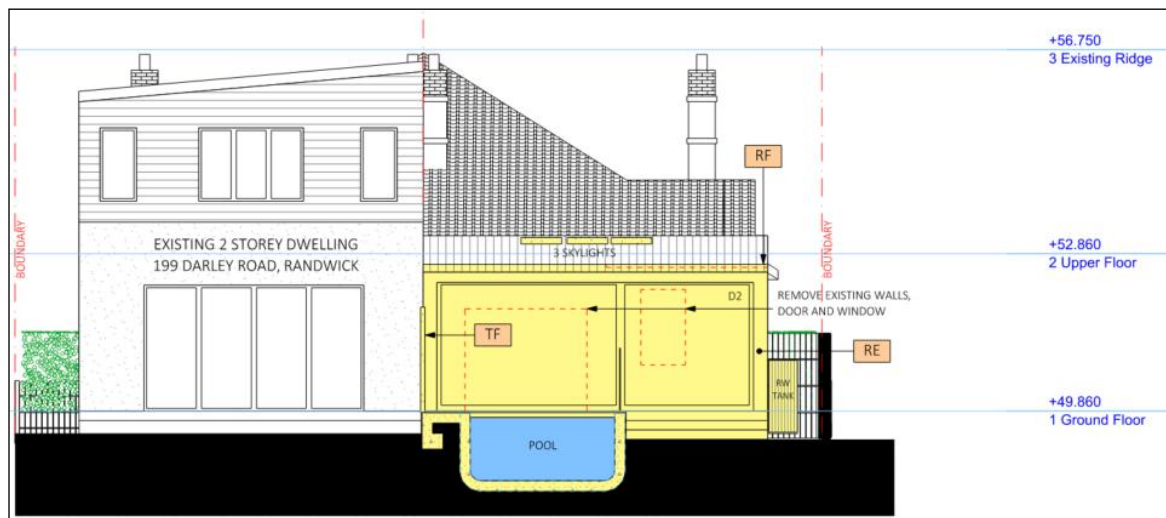 +56.750
3 Existing Ridge
RF
BOUNDARY
BOUNDARY
EXISTING 2 STOREY DWELLING
199 DARLEY ROAD, RANDWICK
3 SKYLIGHTS
+52.860
2 Upper Floor
D2
REMOVE EXISTING WALLS,
DOOR AND WINDOW
TF
RE
RW
TANK
+49.860
1 Ground Floor
POOL